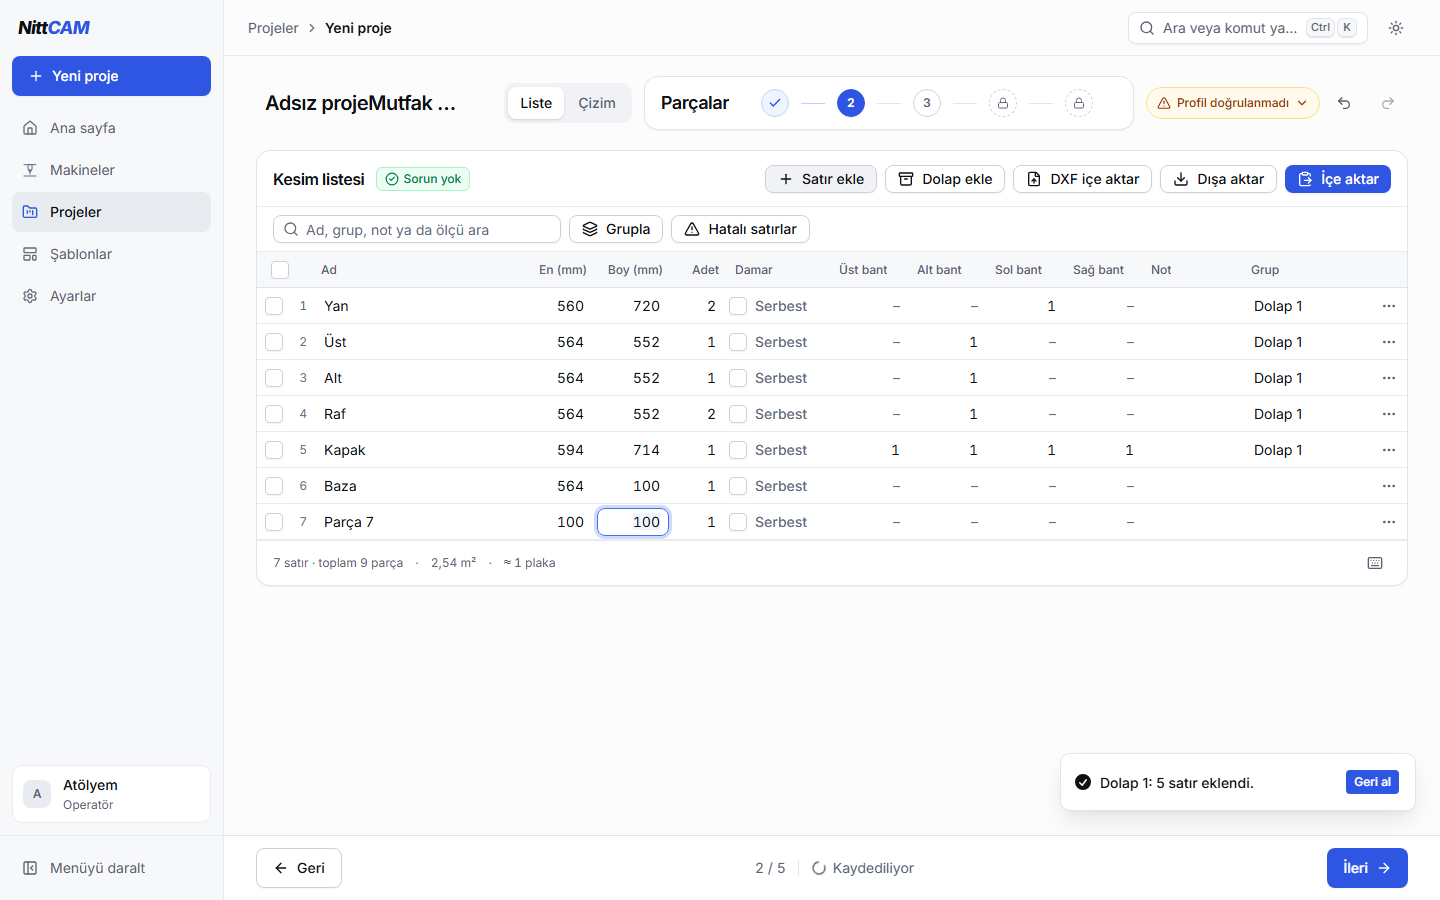 NittCAM
Yeni proje
Ana sayfa
Makineler
Projeler
Şablonlar
Ayarlar
A
Atölyem
Operatör
Menüyü daralt
Projeler > Yeni proje
Ara veya komut ya... Ctrl K
Adsız projeMutfak ...
Liste Çizim
Parçalar 2 3
Profil doğrulanmadı
Kesim listesi Sorun yok
Satır ekle Dolap ekle DXF içe aktar Dışa aktar İçe aktar
Ad, grup, not ya da ölçü ara Grupla Hatalı satırlar
Ad En (mm) Boy (mm) Adet Damar Üst bant Alt bant Sol bant Sağ bant Not Grup
1 Yan 560 720 2 Serbest – – 1 – Dolap 1 ...
2 Üst 564 552 1 Serbest – 1 – – Dolap 1 ...
3 Alt 564 552 1 Serbest – 1 – – Dolap 1 ...
4 Raf 564 552 2 Serbest – 1 – – Dolap 1 ...
5 Kapak 594 714 1 Serbest 1 1 1 1 Dolap 1 ...
6 Baza 564 100 1 Serbest – – – – ...
7 Parça 7 100 100 1 Serbest – – – – ...
7 satır · toplam 9 parça · 2,54 m² · ≈ 1 plaka
Dolap 1: 5 satır eklendi. Geri al
Geri
2 / 5 Kaydediliyor
İleri